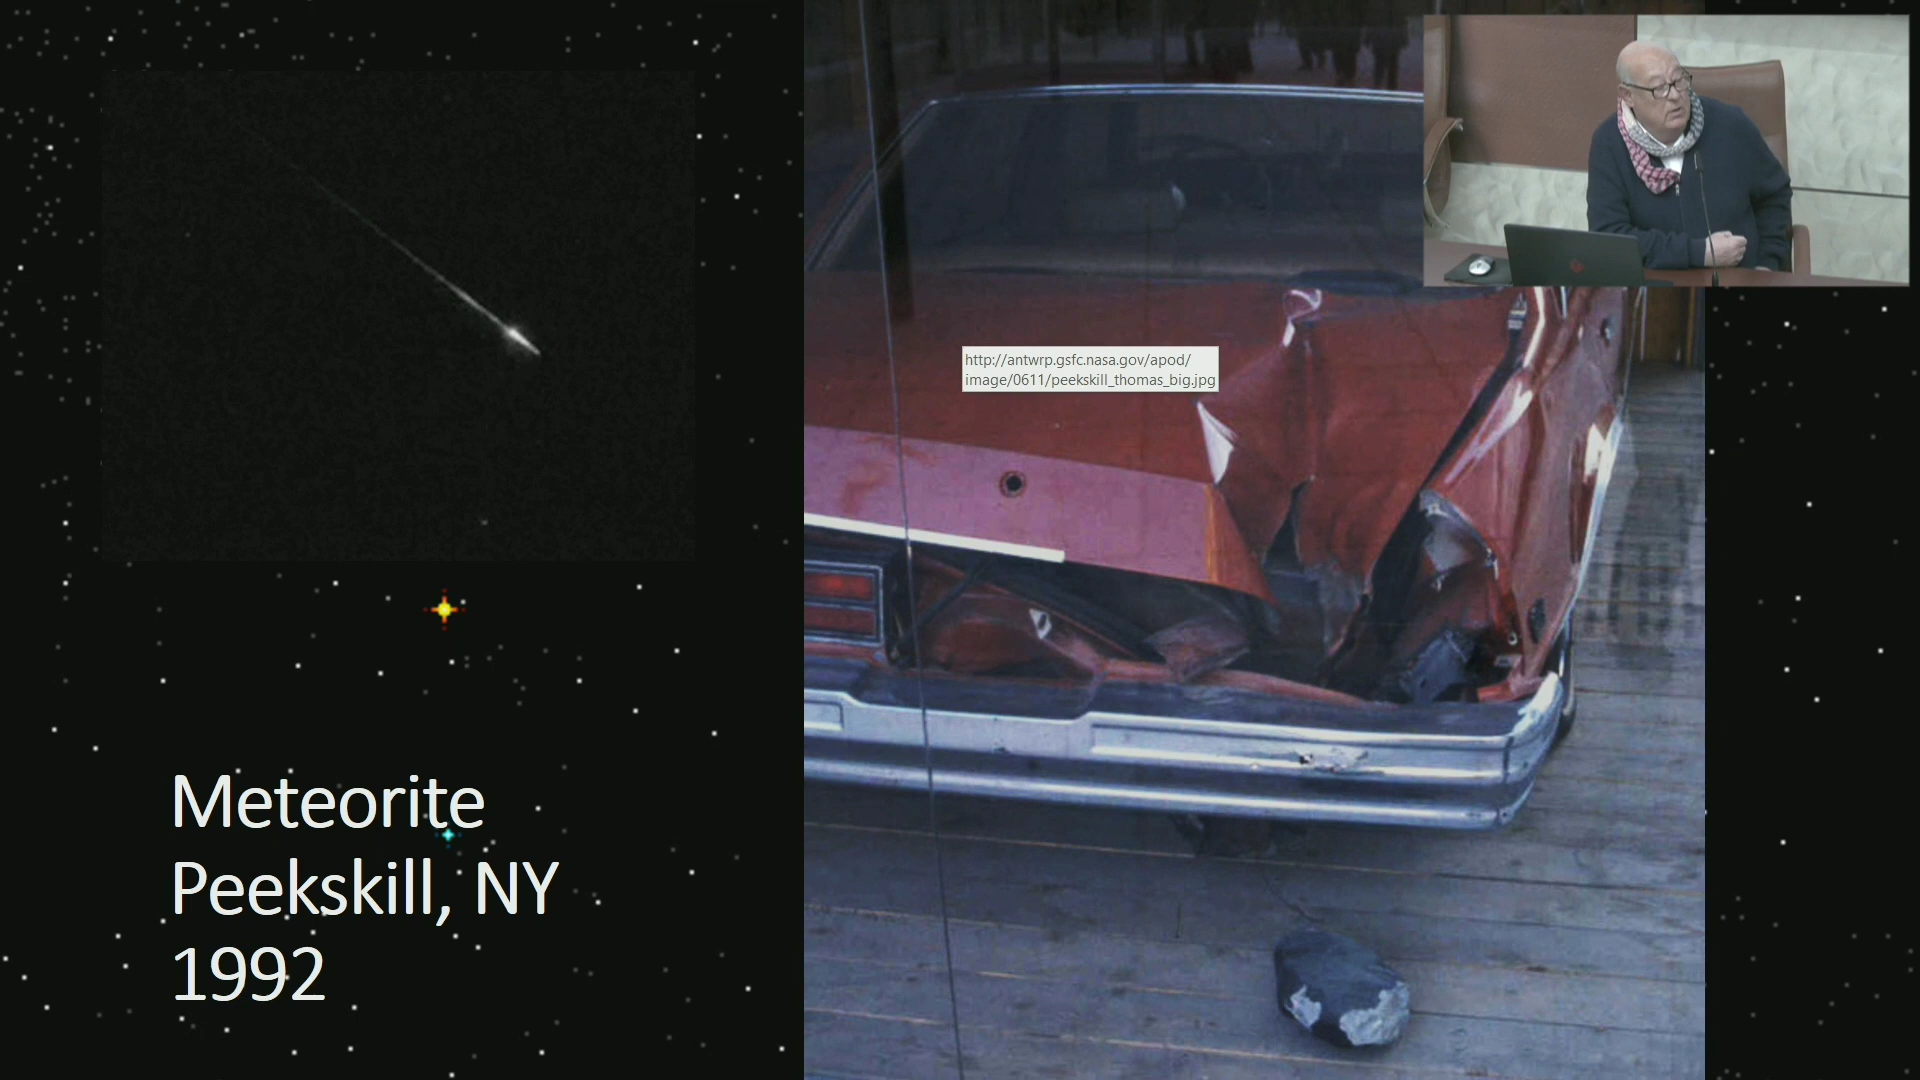 http://antwrp.gsfc.nasa.gov/apod/
image/0611/peekskill_thomas_big.jpg
Meteorite
Peekskill, NY
1992